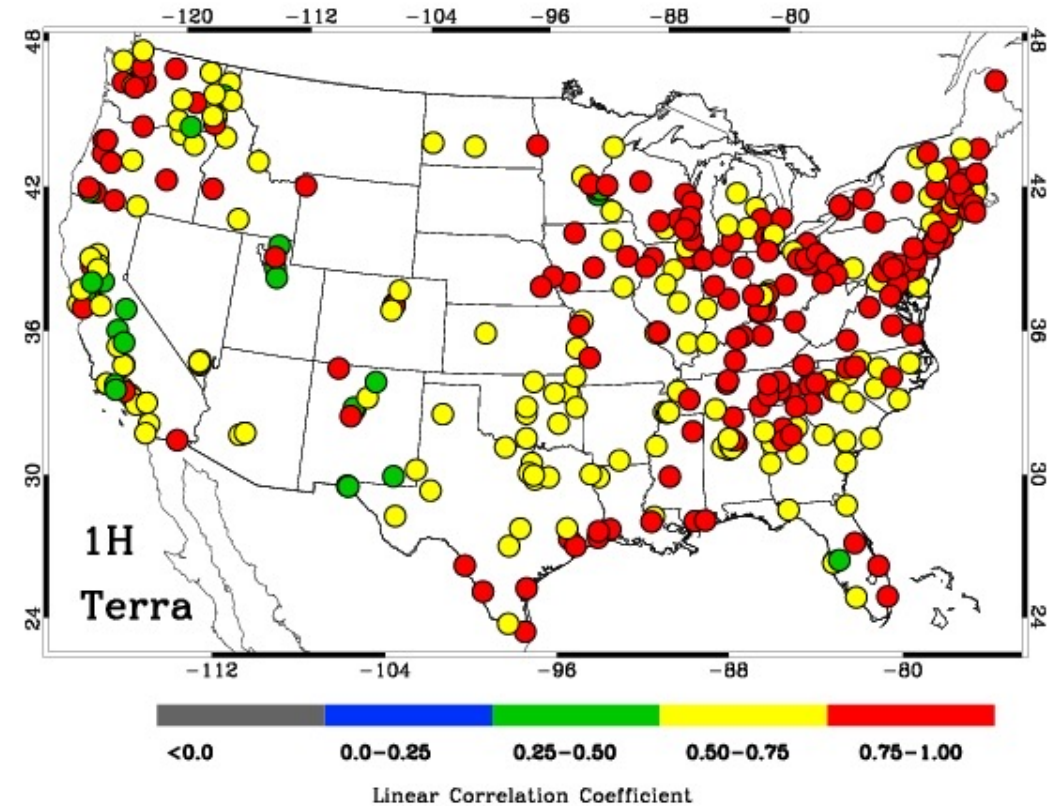 −120 −112 −104 −96 −88 −80
48 48
42 42
36 36
30 30
24 24
1H
Terra
−112 −104 −96 −88 −80
<0.0 0.0−0.25 0.25−0.50 0.50−0.75 0.75−1.00
Linear Correlation Coefficient